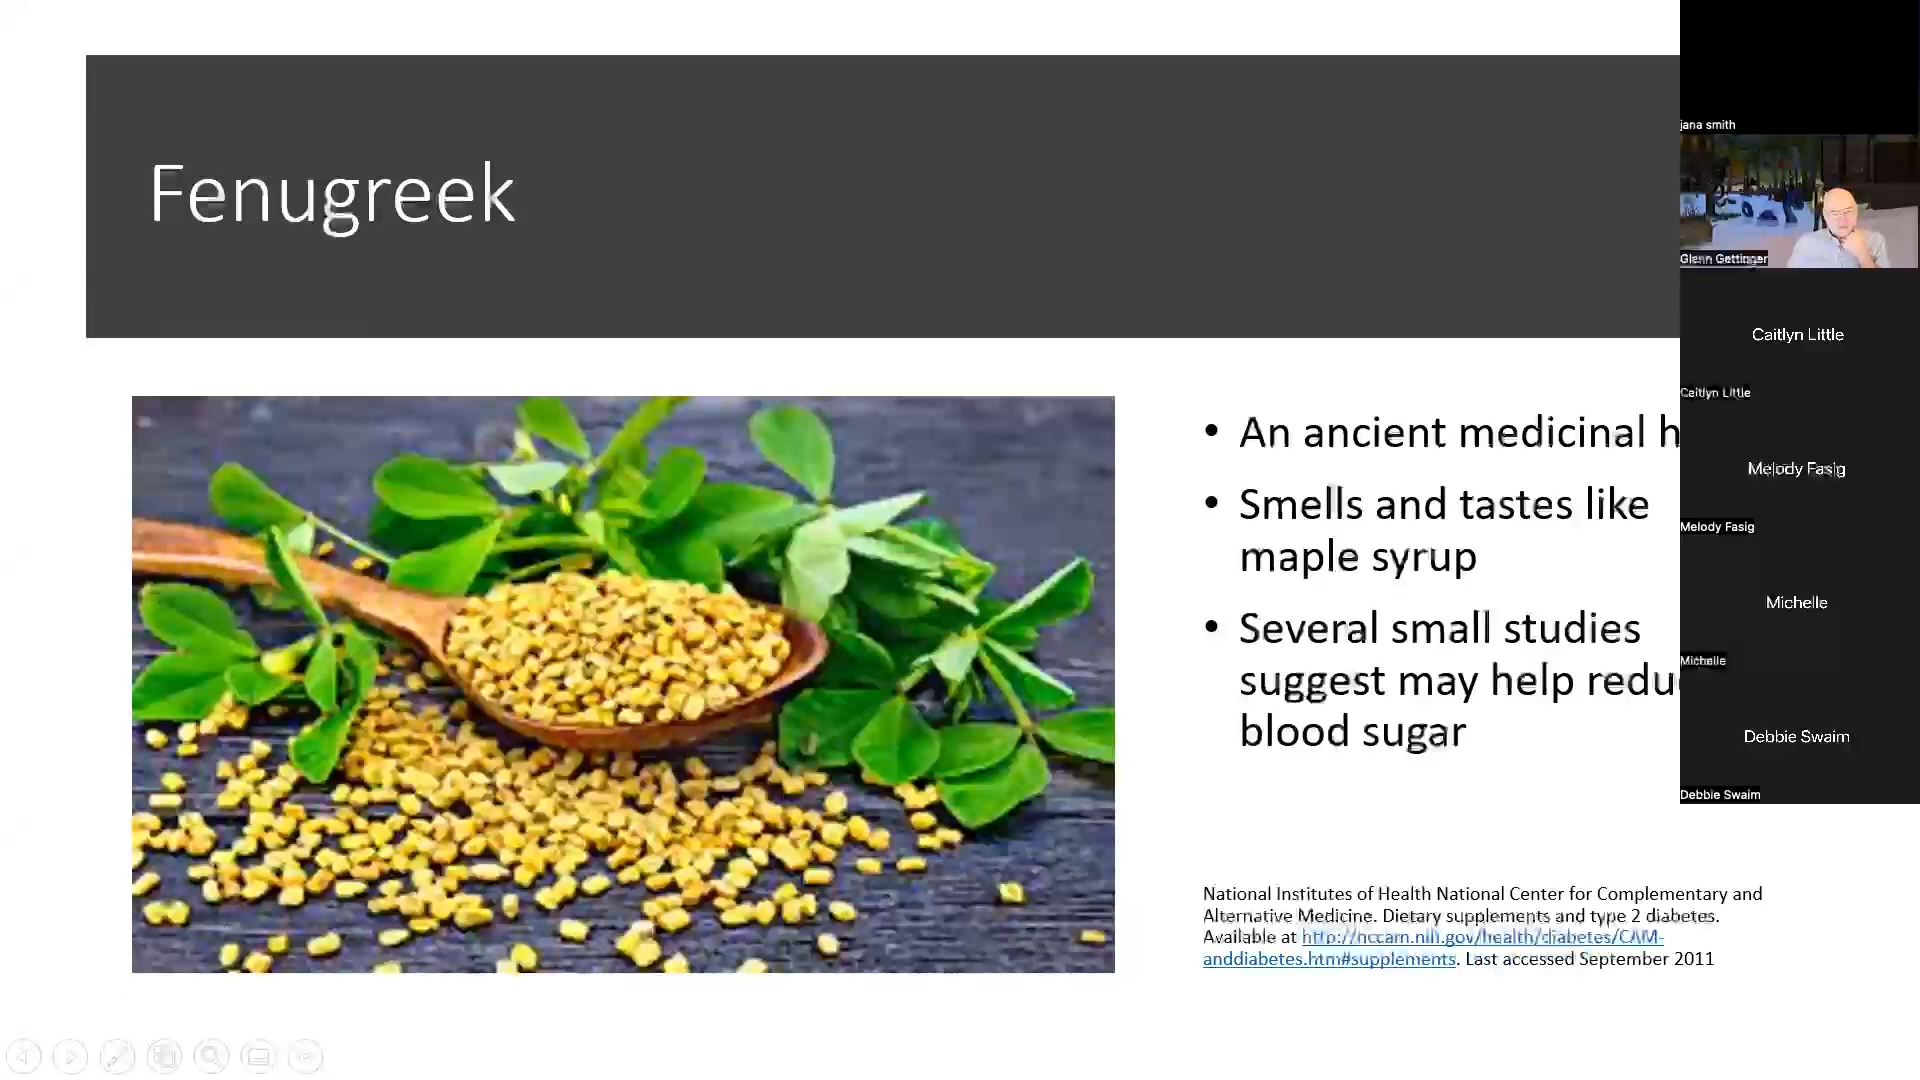 Fenugreek
• An ancient medicinal h
• Smells and tastes like
maple syrup
• Several small studies
suggest may help redu
blood sugar
National Institutes of Health National Center for Complementary and
Alternative Medicine. Dietary supplements and type 2 diabetes.
Available at http://nccam.nih.gov/health/diabetes/CAM-
anddiabetes.htm#supplements. Last accessed September 2011
jana smith
Glenn Gettinger
Caitlyn Little
Caitlyn Little
Melody Fasig
Melody Fasig
Michelle
Michelle
Debbie Swaim
Debbie Swaim